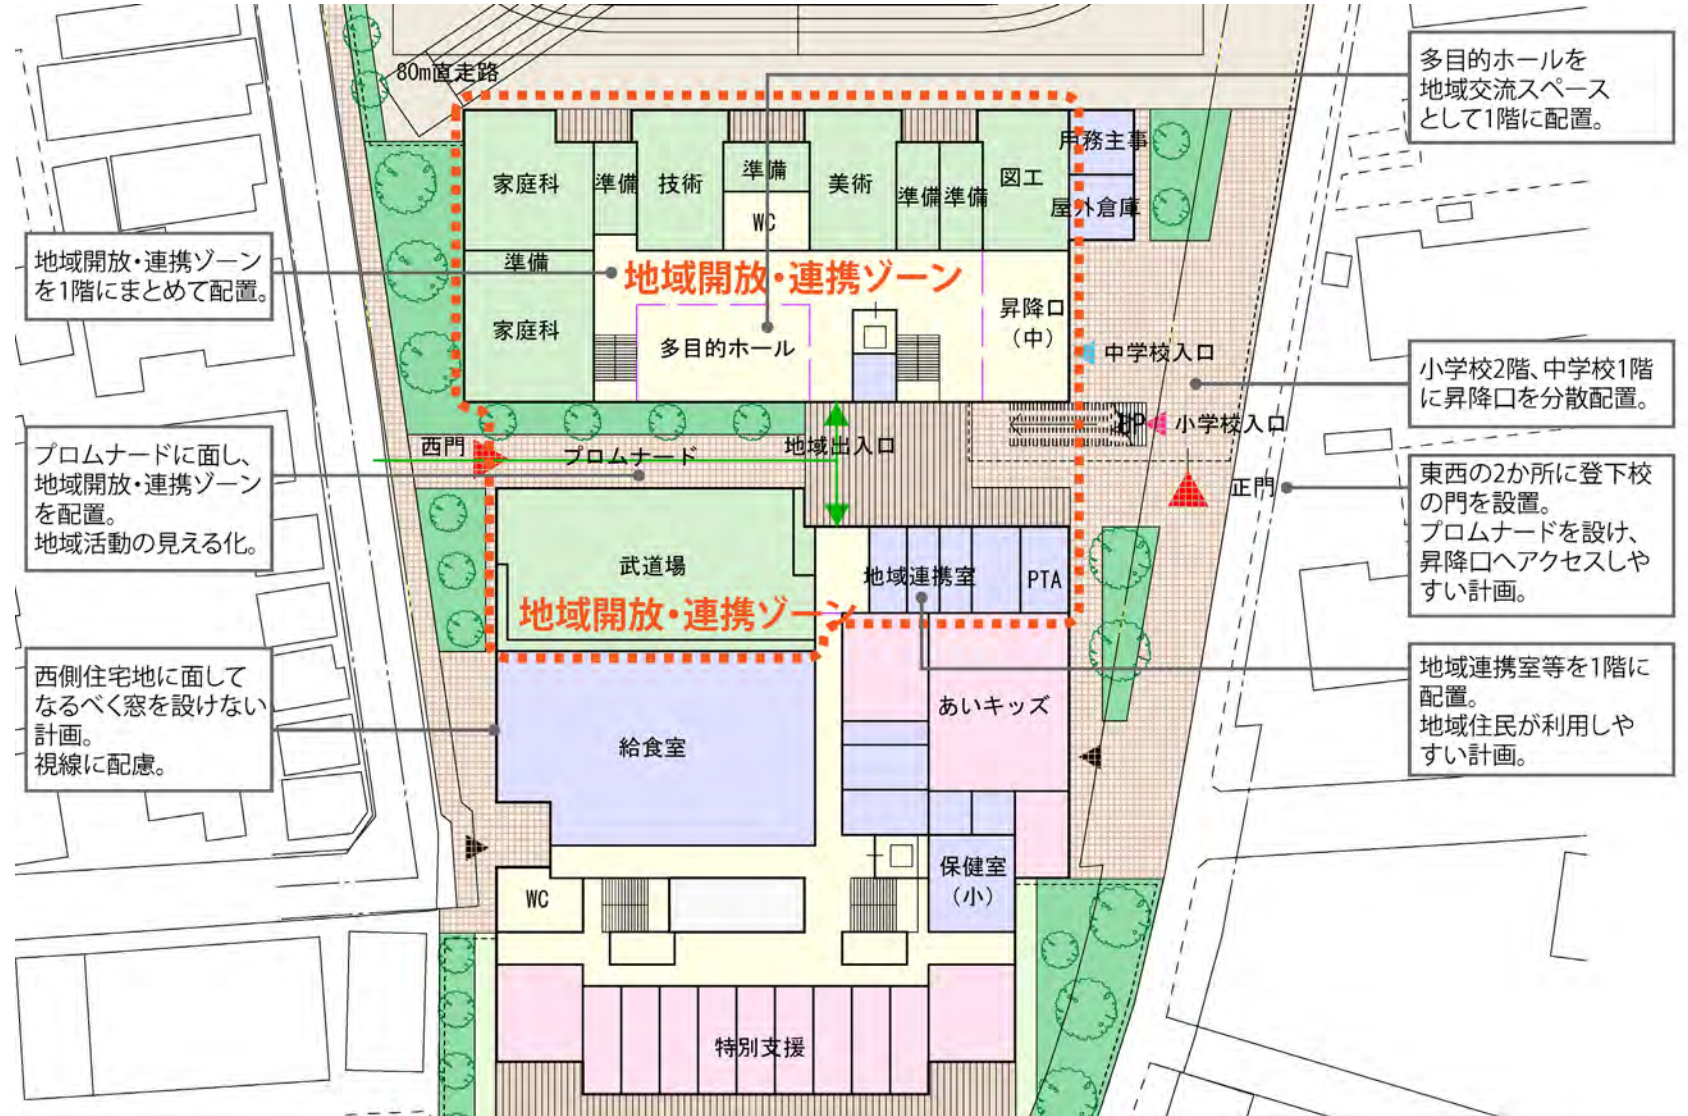 80m直走路
多目的ホールを
地域交流スペース
として1階に配置。
用務主事
家庭科
準備
技術
準備
美術
準備
準備
図工
WC
屋外倉庫
地域開放・連携ゾーン
を1階にまとめて配置。
準備
地域開放・連携ゾーン
家庭科
多目的ホール
昇降口
（中）
中学校入口
小学校2階、中学校1階
に昇降口を分散配置。
UP
小学校入口
西門
プロムナード
地域出入口
プロムナードに面し、
地域開放・連携ゾーン
を配置。
地域活動の見える化。
正門
東西の2か所に登下校
の門を設置。
プロムナードを設け、
昇降口へアクセスしや
すい計画。
武道場
地域連携室
PTA
地域開放・連携ゾーン
西側住宅地に面して
なるべく窓を設けない
計画。
視線に配慮。
地域連携室等を1階に
配置。
地域住民が利用しや
すい計画。
あいキッズ
給食室
保健室
（小）
WC
特別支援